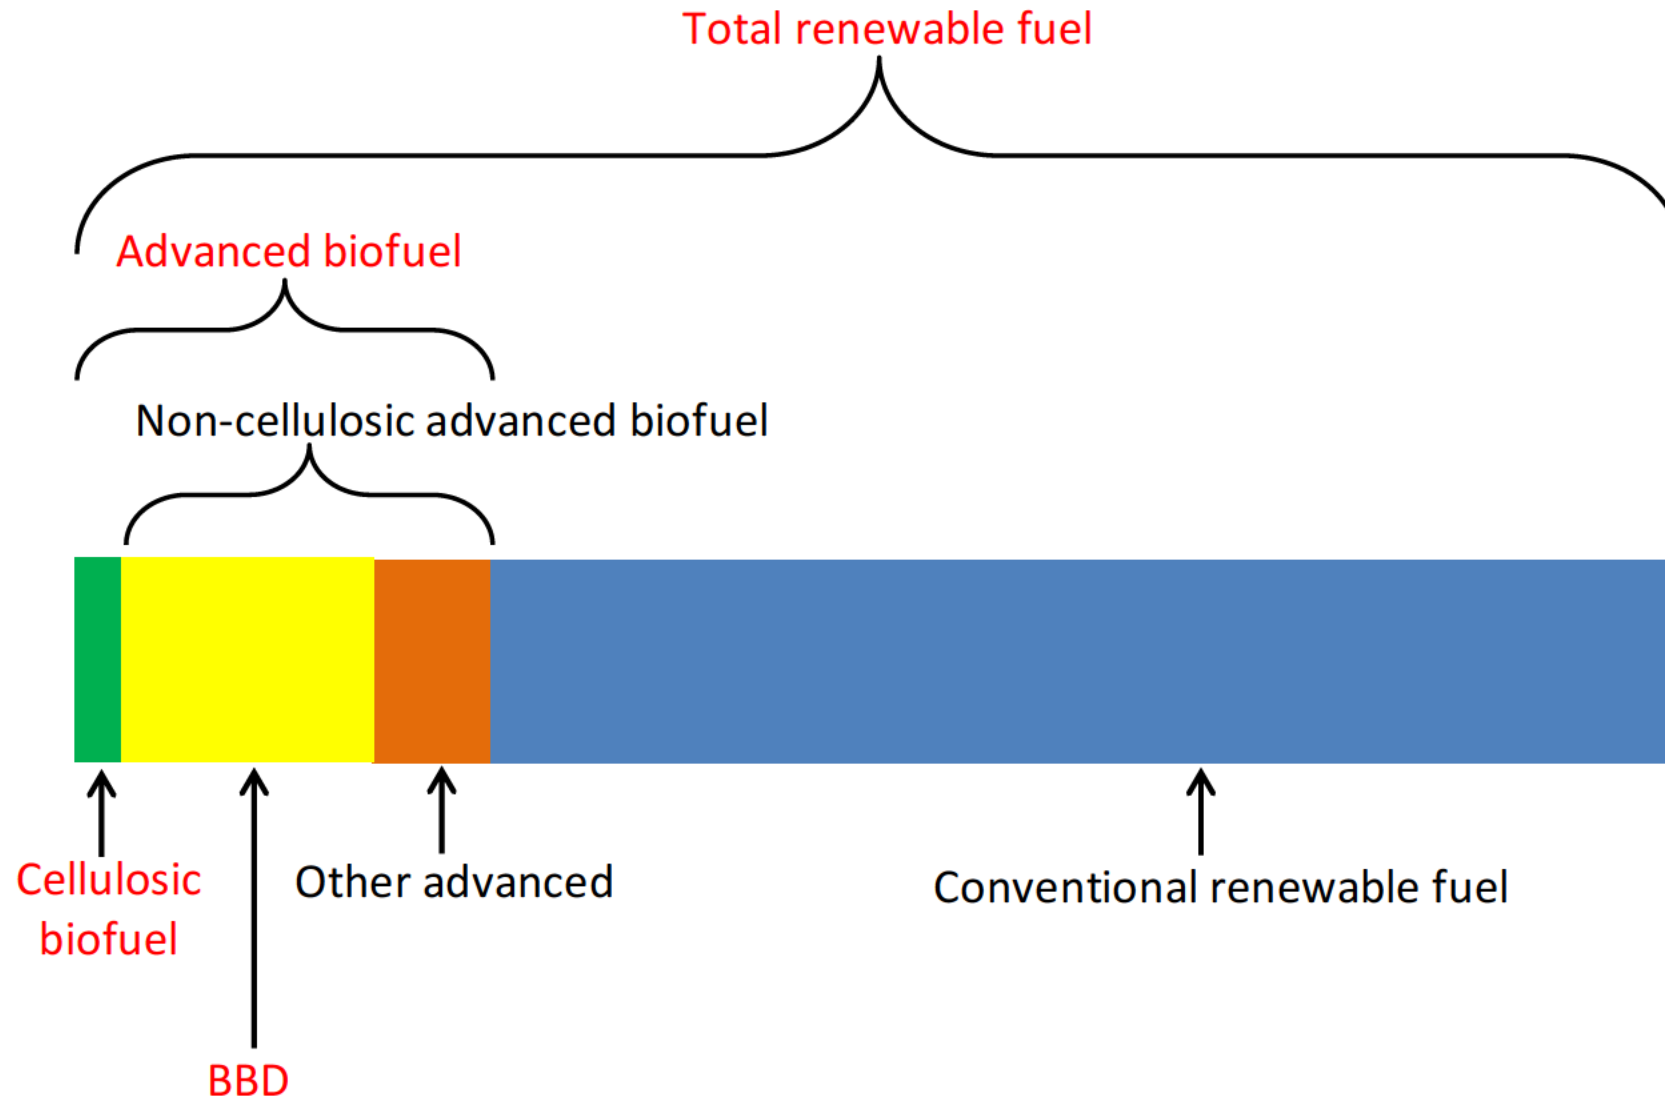 Total renewable fuel
Advanced biofuel
Non-cellulosic advanced biofuel
Cellulosic
biofuel
Other advanced
Conventional renewable fuel
BBD